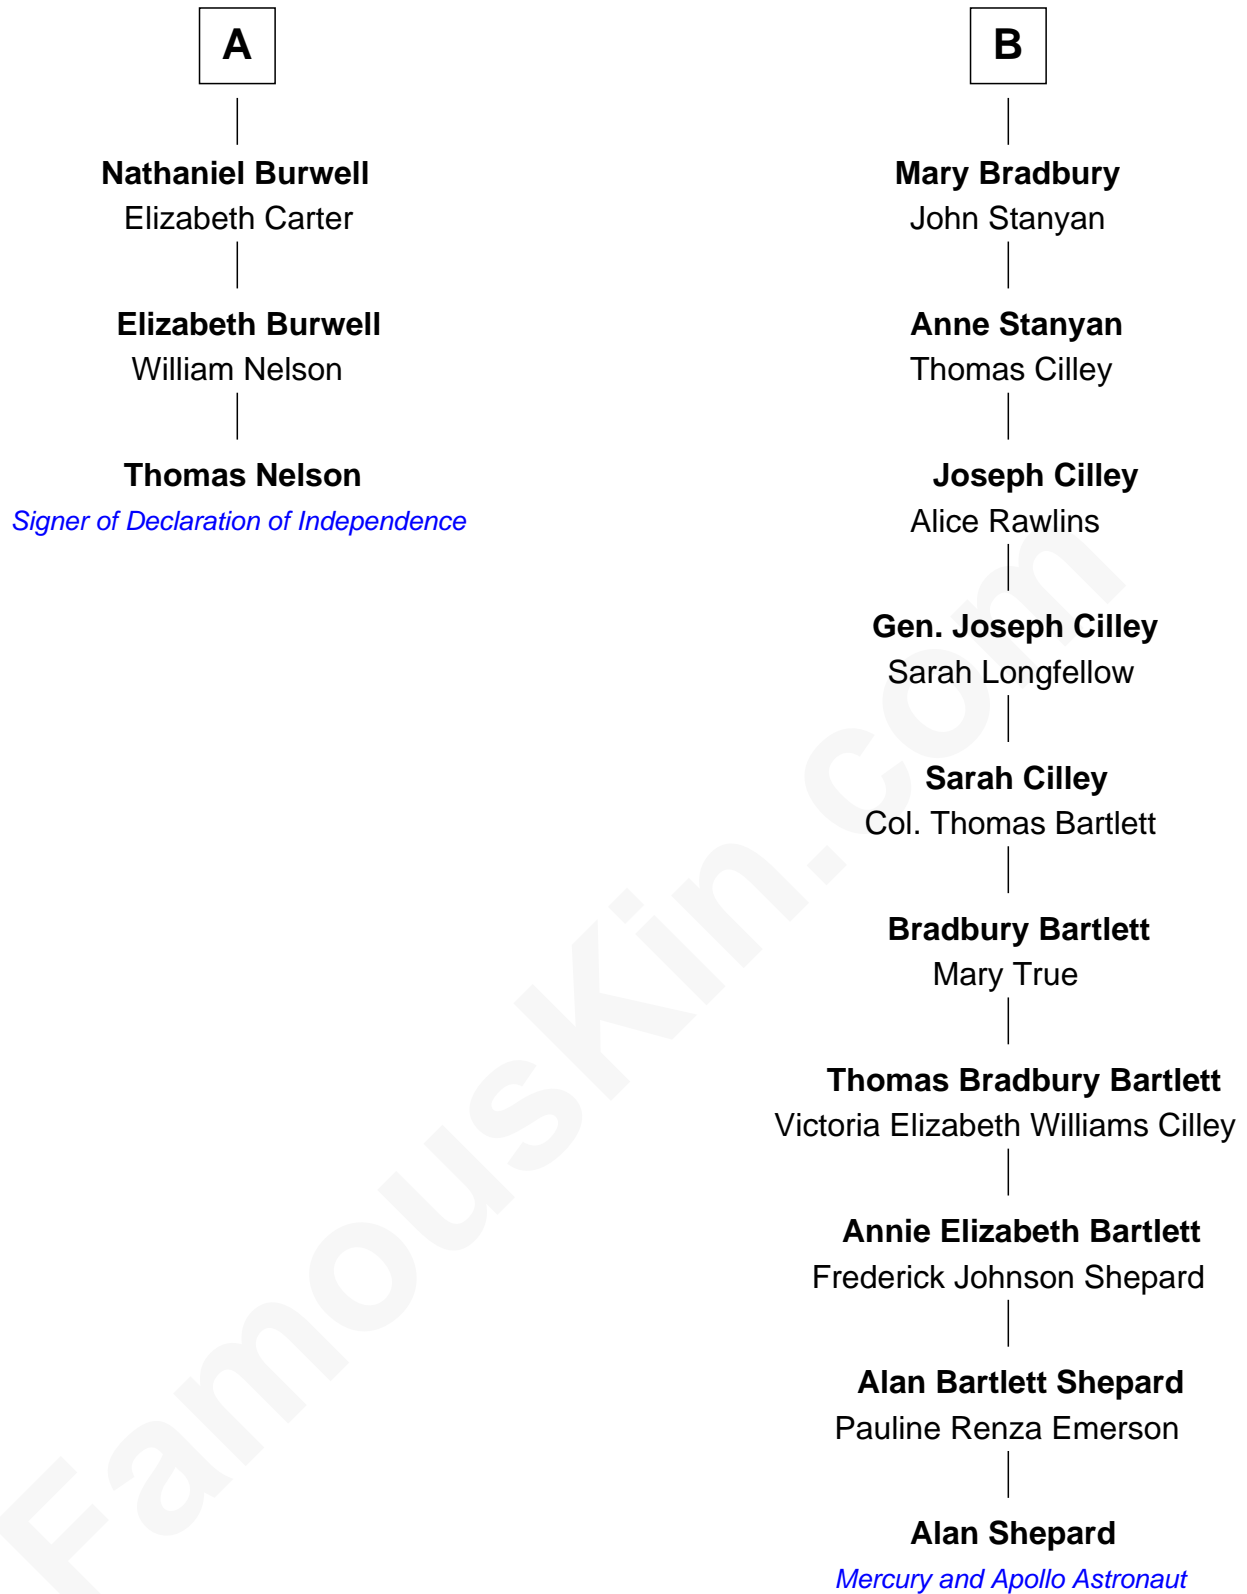 A
Nathaniel Burwell
Elizabeth Carter
Elizabeth Burwell
William Nelson
Thomas Nelson
Signer of Declaration of Independence
B
Mary Bradbury
John Stanyan
Anne Stanyan
Thomas Cilley
Joseph Cilley
Alice Rawlins
Gen. Joseph Cilley
Sarah Longfellow
Sarah Cilley
Col. Thomas Bartlett
Bradbury Bartlett
Mary True
Thomas Bradbury Bartlett
Victoria Elizabeth Williams Cilley
Annie Elizabeth Bartlett
Frederick Johnson Shepard
Alan Bartlett Shepard
Pauline Renza Emerson
Alan Shepard
Mercury and Apollo Astronaut
FamousKin.com